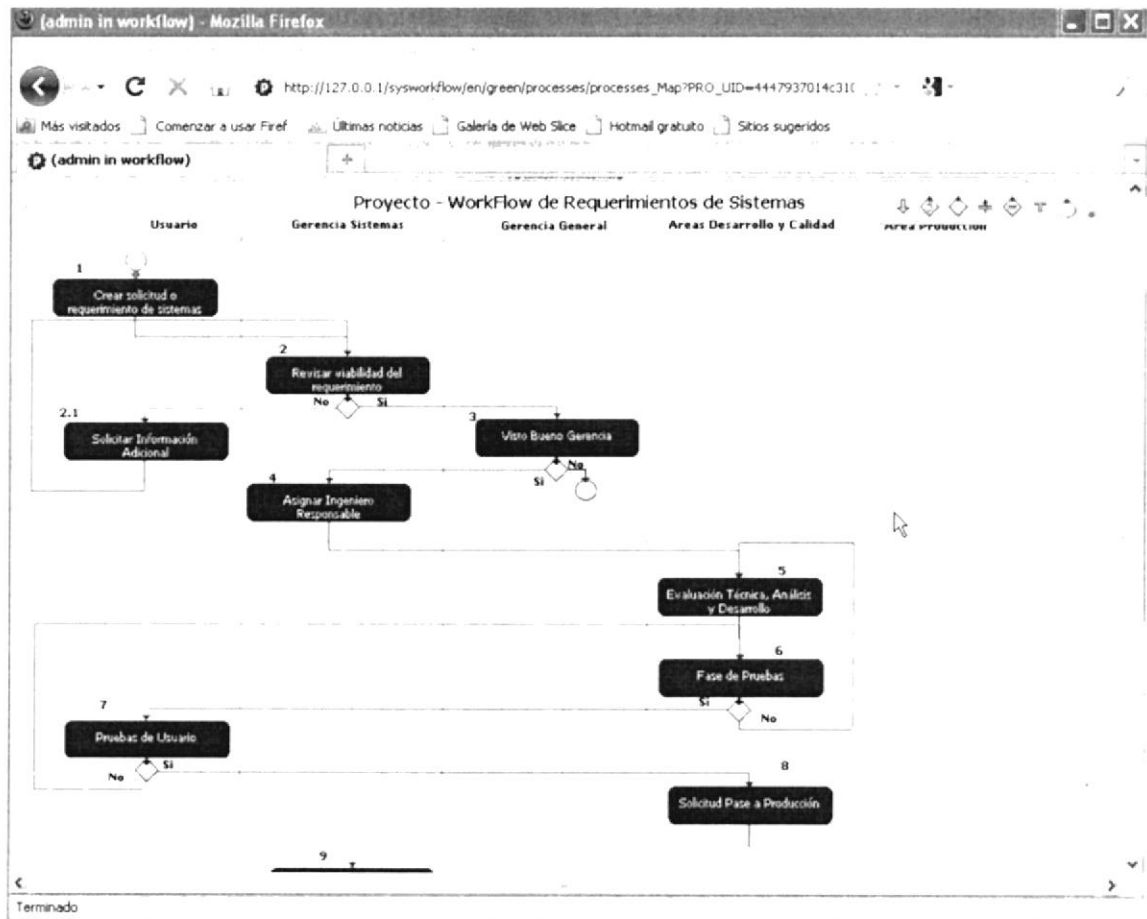 (admin in workflow) - Mozilla Firefox
http://127.0.0.1/sysworkflow/en/green/processes/processes_Map?PRO_UID=4447937014c310
Más visitados Comenzar a usar Firef Últimas noticias Galería de Web Slice Hotmail gratuito Sitios sugeridos
(admin in workflow)
Proyecto - WorkFlow de Requerimientos de Sistemas
Usuario Gerencia Sistemas Gerencia General Areas Desarrollo y Calidad Area Producción
1
Crear solicitud o
requerimiento de sistemas
2
Revisar viabilidad del
requerimiento
No Si
2.1
Solicitar Información
Adicional
3
Visto Bueno Gerencia
Si No
4
Asignar Ingeniero
Responsable
5
Evaluación Técnica, Análisis
y Desarrollo
6
Fase de Pruebas
Si No
7
Pruebas de Usuario
No Si
8
Solicitud Pase a Producción
9
Terminado